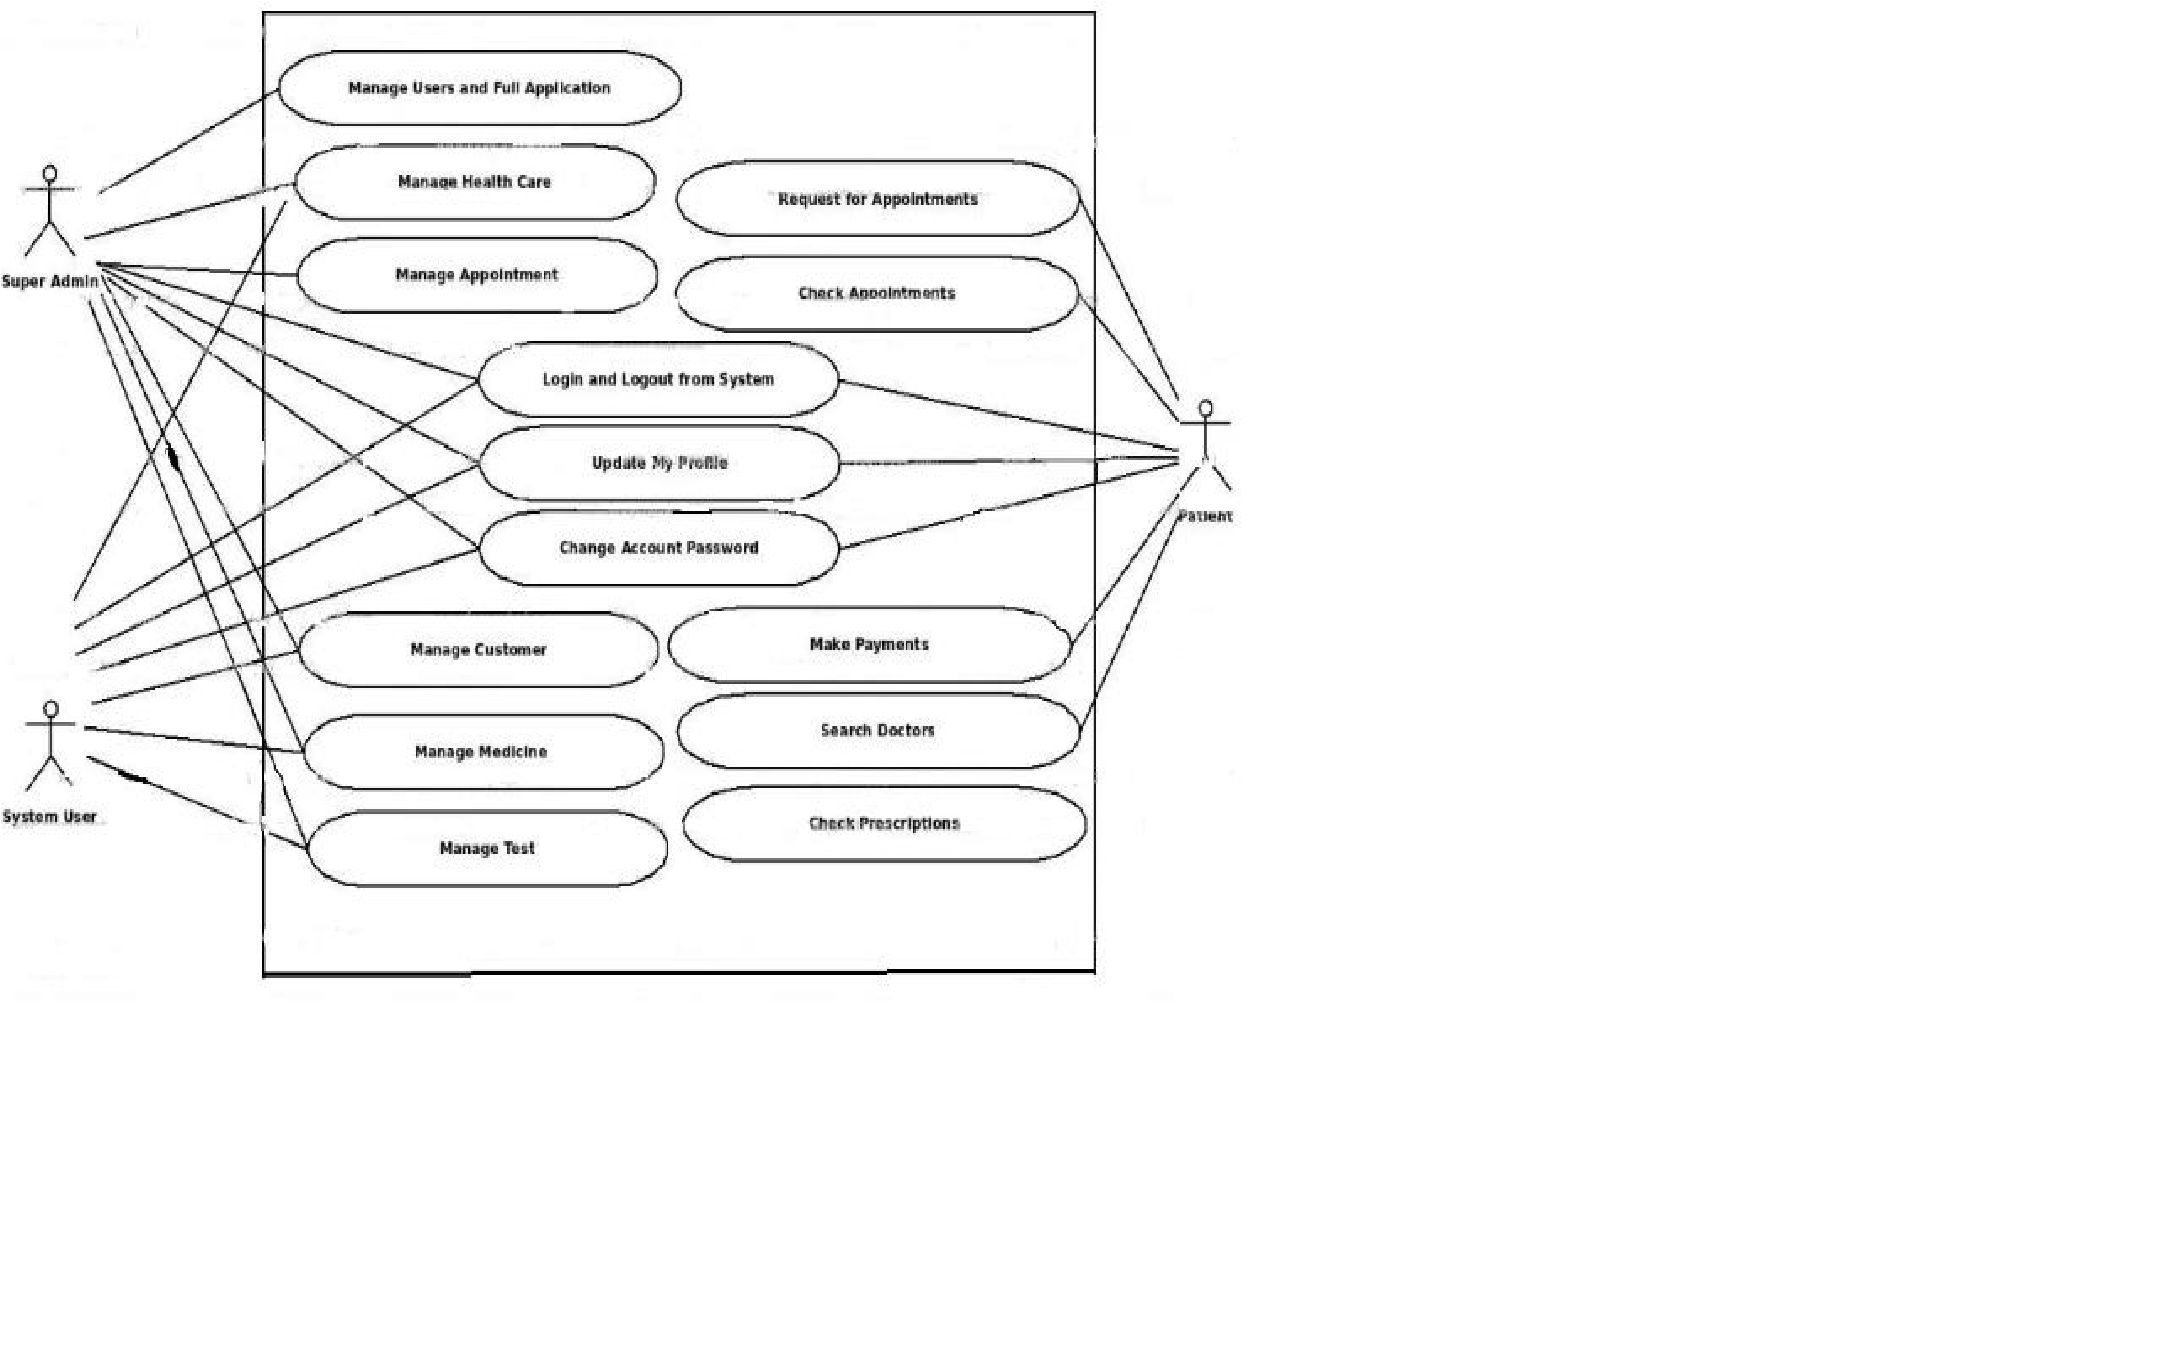 Manage Users and Full Application
Manage Health Care
Request for Appointments
Super Admin
Manage Appointment
Check Appointments
Login and Logout from System
Update My Profile
Patient
Change Account Password
Manage Customer
Make Payments
Search Doctors
Manage Medicine
System User
Check Prescriptions
Manage Test